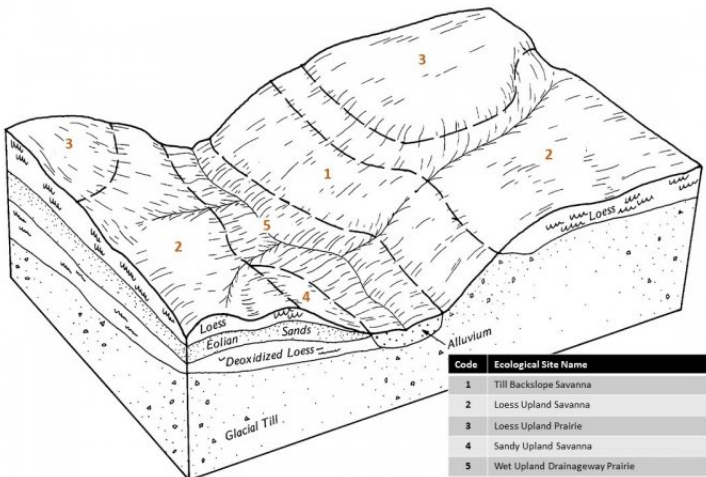 3
3
2
1
5
2
4
Loess
Loess
Eolian Sands
Deoxidized Loess
Alluvium
Glacial Till
Code Ecological Site Name
1 Till Backslope Savanna
2 Loess Upland Savanna
3 Loess Upland Prairie
4 Sandy Upland Savanna
5 Wet Upland Drainageway Prairie